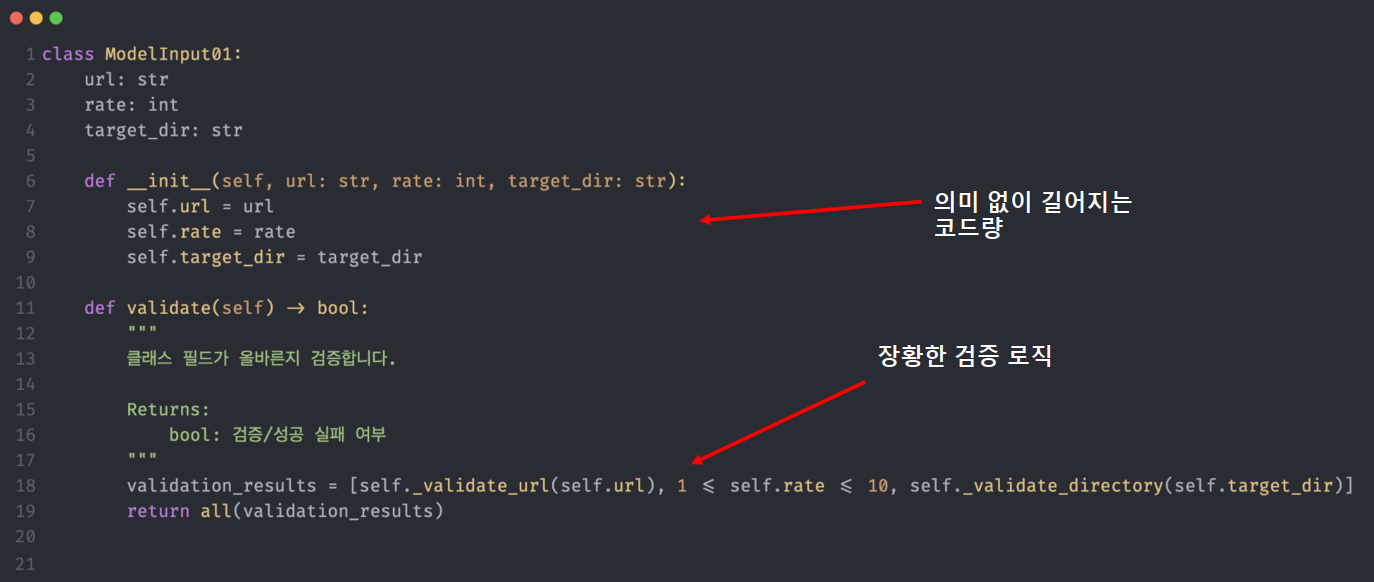 1 class ModelInput01:
2     url: str
3     rate: int
4     target_dir: str
5
6     def __init__(self, url: str, rate: int, target_dir: str):
7         self.url = url
8         self.rate = rate
9         self.target_dir = target_dir
의미 없이 길어지는
코드량
10
11     def validate(self) → bool:
12         """
13         클래스 필드가 올바른지 검증합니다.
14
15         Returns:
16             bool: 검증/성공 실패 여부
17         """
장황한 검증 로직
18         validation_results = [self._validate_url(self.url), 1 ⩽ self.rate ⩽ 10, self._validate_directory(self.target_dir)]
19         return all(validation_results)
20
21